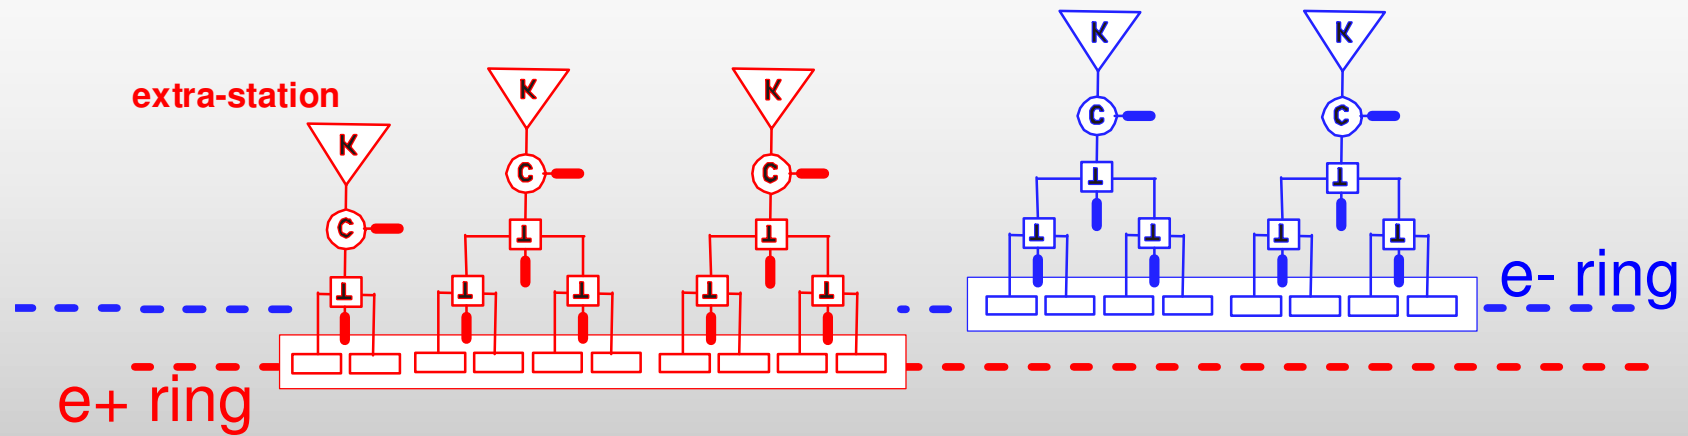 K K
extra-station K K
K
C C
C C
C
T T
T T T T
T T
T T T T
T
e- ring
e+ ring